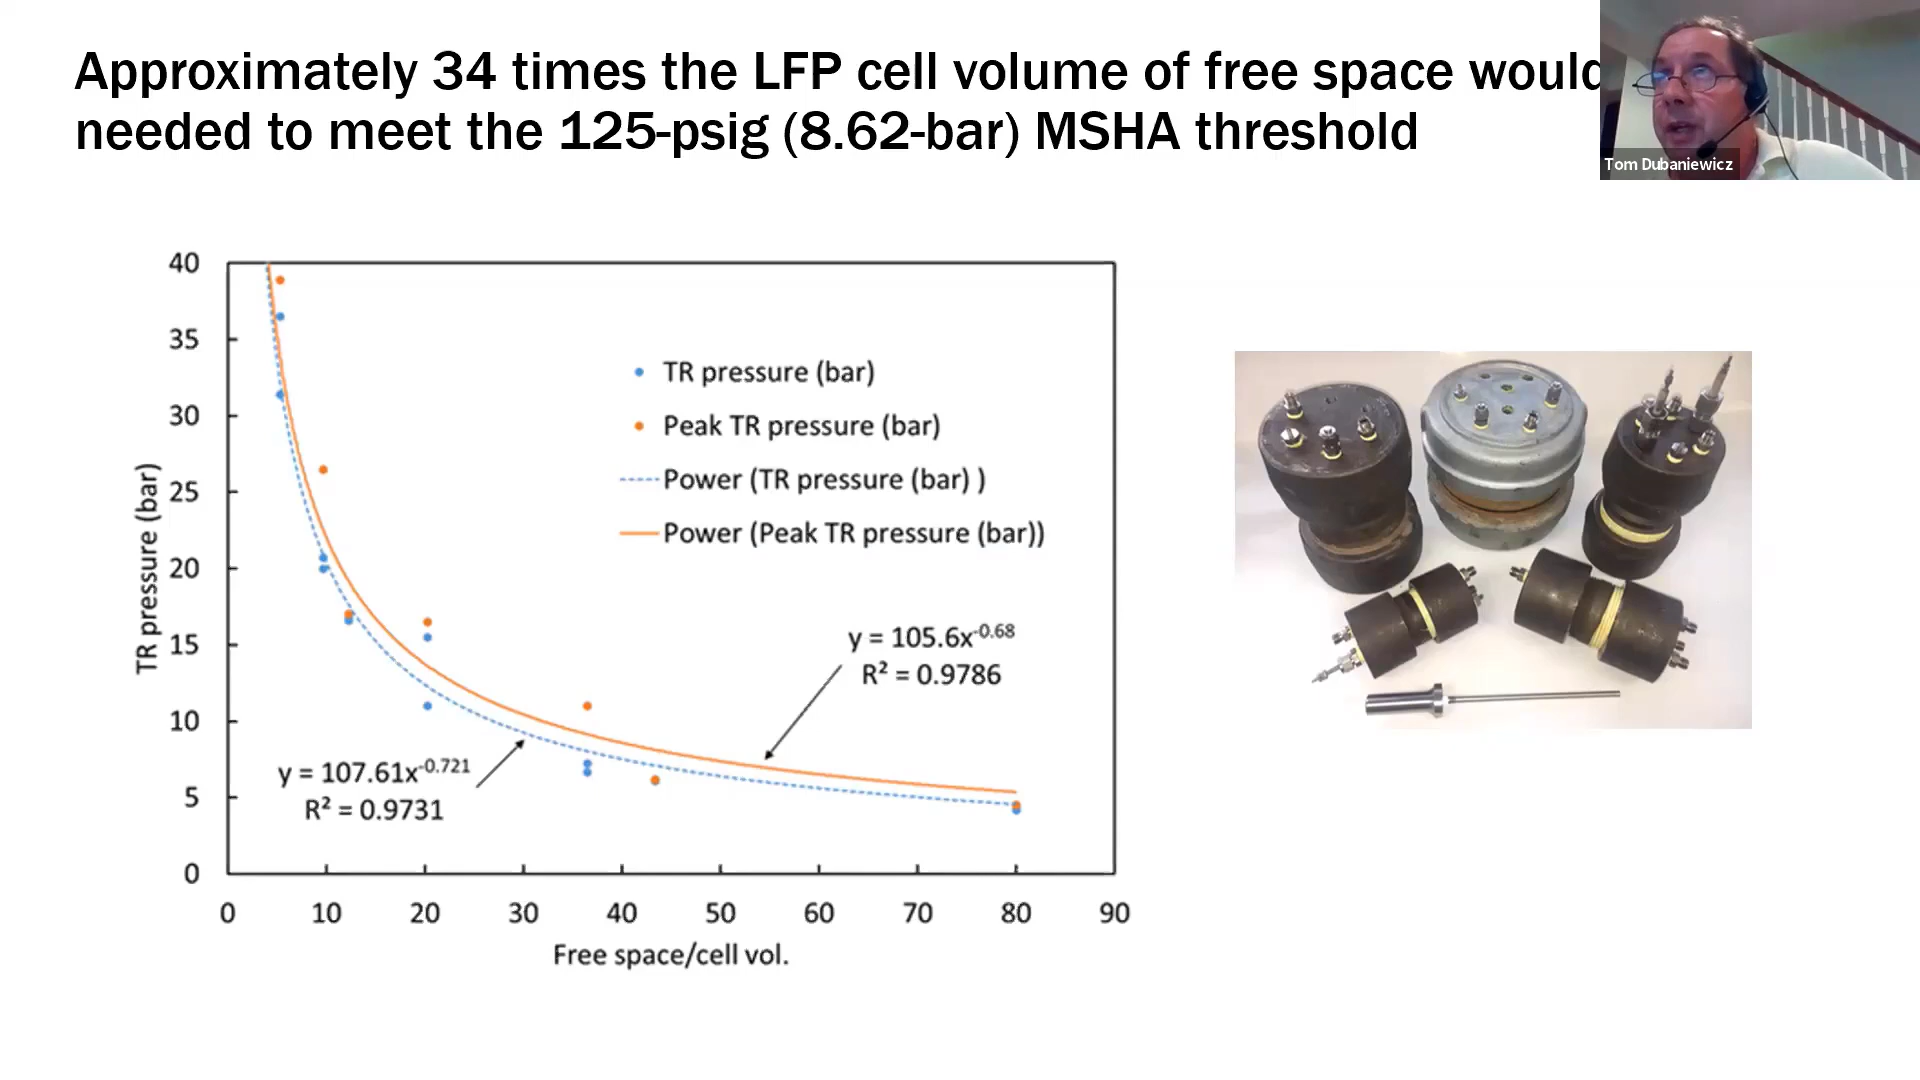 Approximately 34 times the LFP cell volume of free space would
needed to meet the 125-psig (8.62-bar) MSHA threshold
Tom Dubaniewicz
40
35
30
25
20
15
10
5
0
TR pressure (bar)
TR pressure (bar)
Peak TR pressure (bar)
Power (TR pressure (bar) )
Power (Peak TR pressure (bar))
y = 105.6x^-0.68
R² = 0.9786
y = 107.61x^-0.721
R² = 0.9731
0 10 20 30 40 50 60 70 80 90
Free space/cell vol.